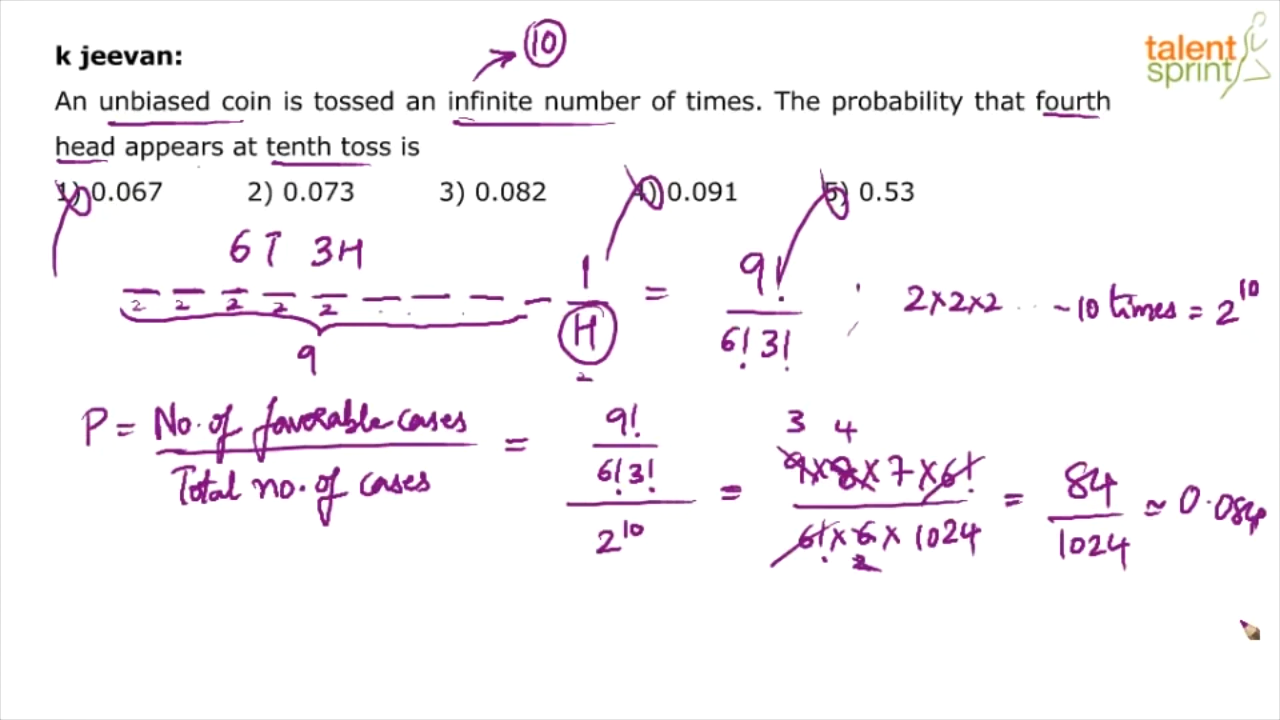 10
k jeevan:
talent
sprint
An unbiased coin is tossed an infinite number of times. The probability that fourth
head appears at tenth toss is
1) 0.067 2) 0.073 3) 0.082 4) 0.091 5) 0.53
6T 3H
2 2 2 2 2 1 = 9! / 6! 3! ; 2×2×2 ... ~10 times = 2^10
H
9
2
P = No. of favorable cases / Total no. of cases = 9! / 6! 3! / 2^10 = 9×8×7×6! / 6!×6×1024 = 84 / 1024 ≃ 0.084
3 4
2